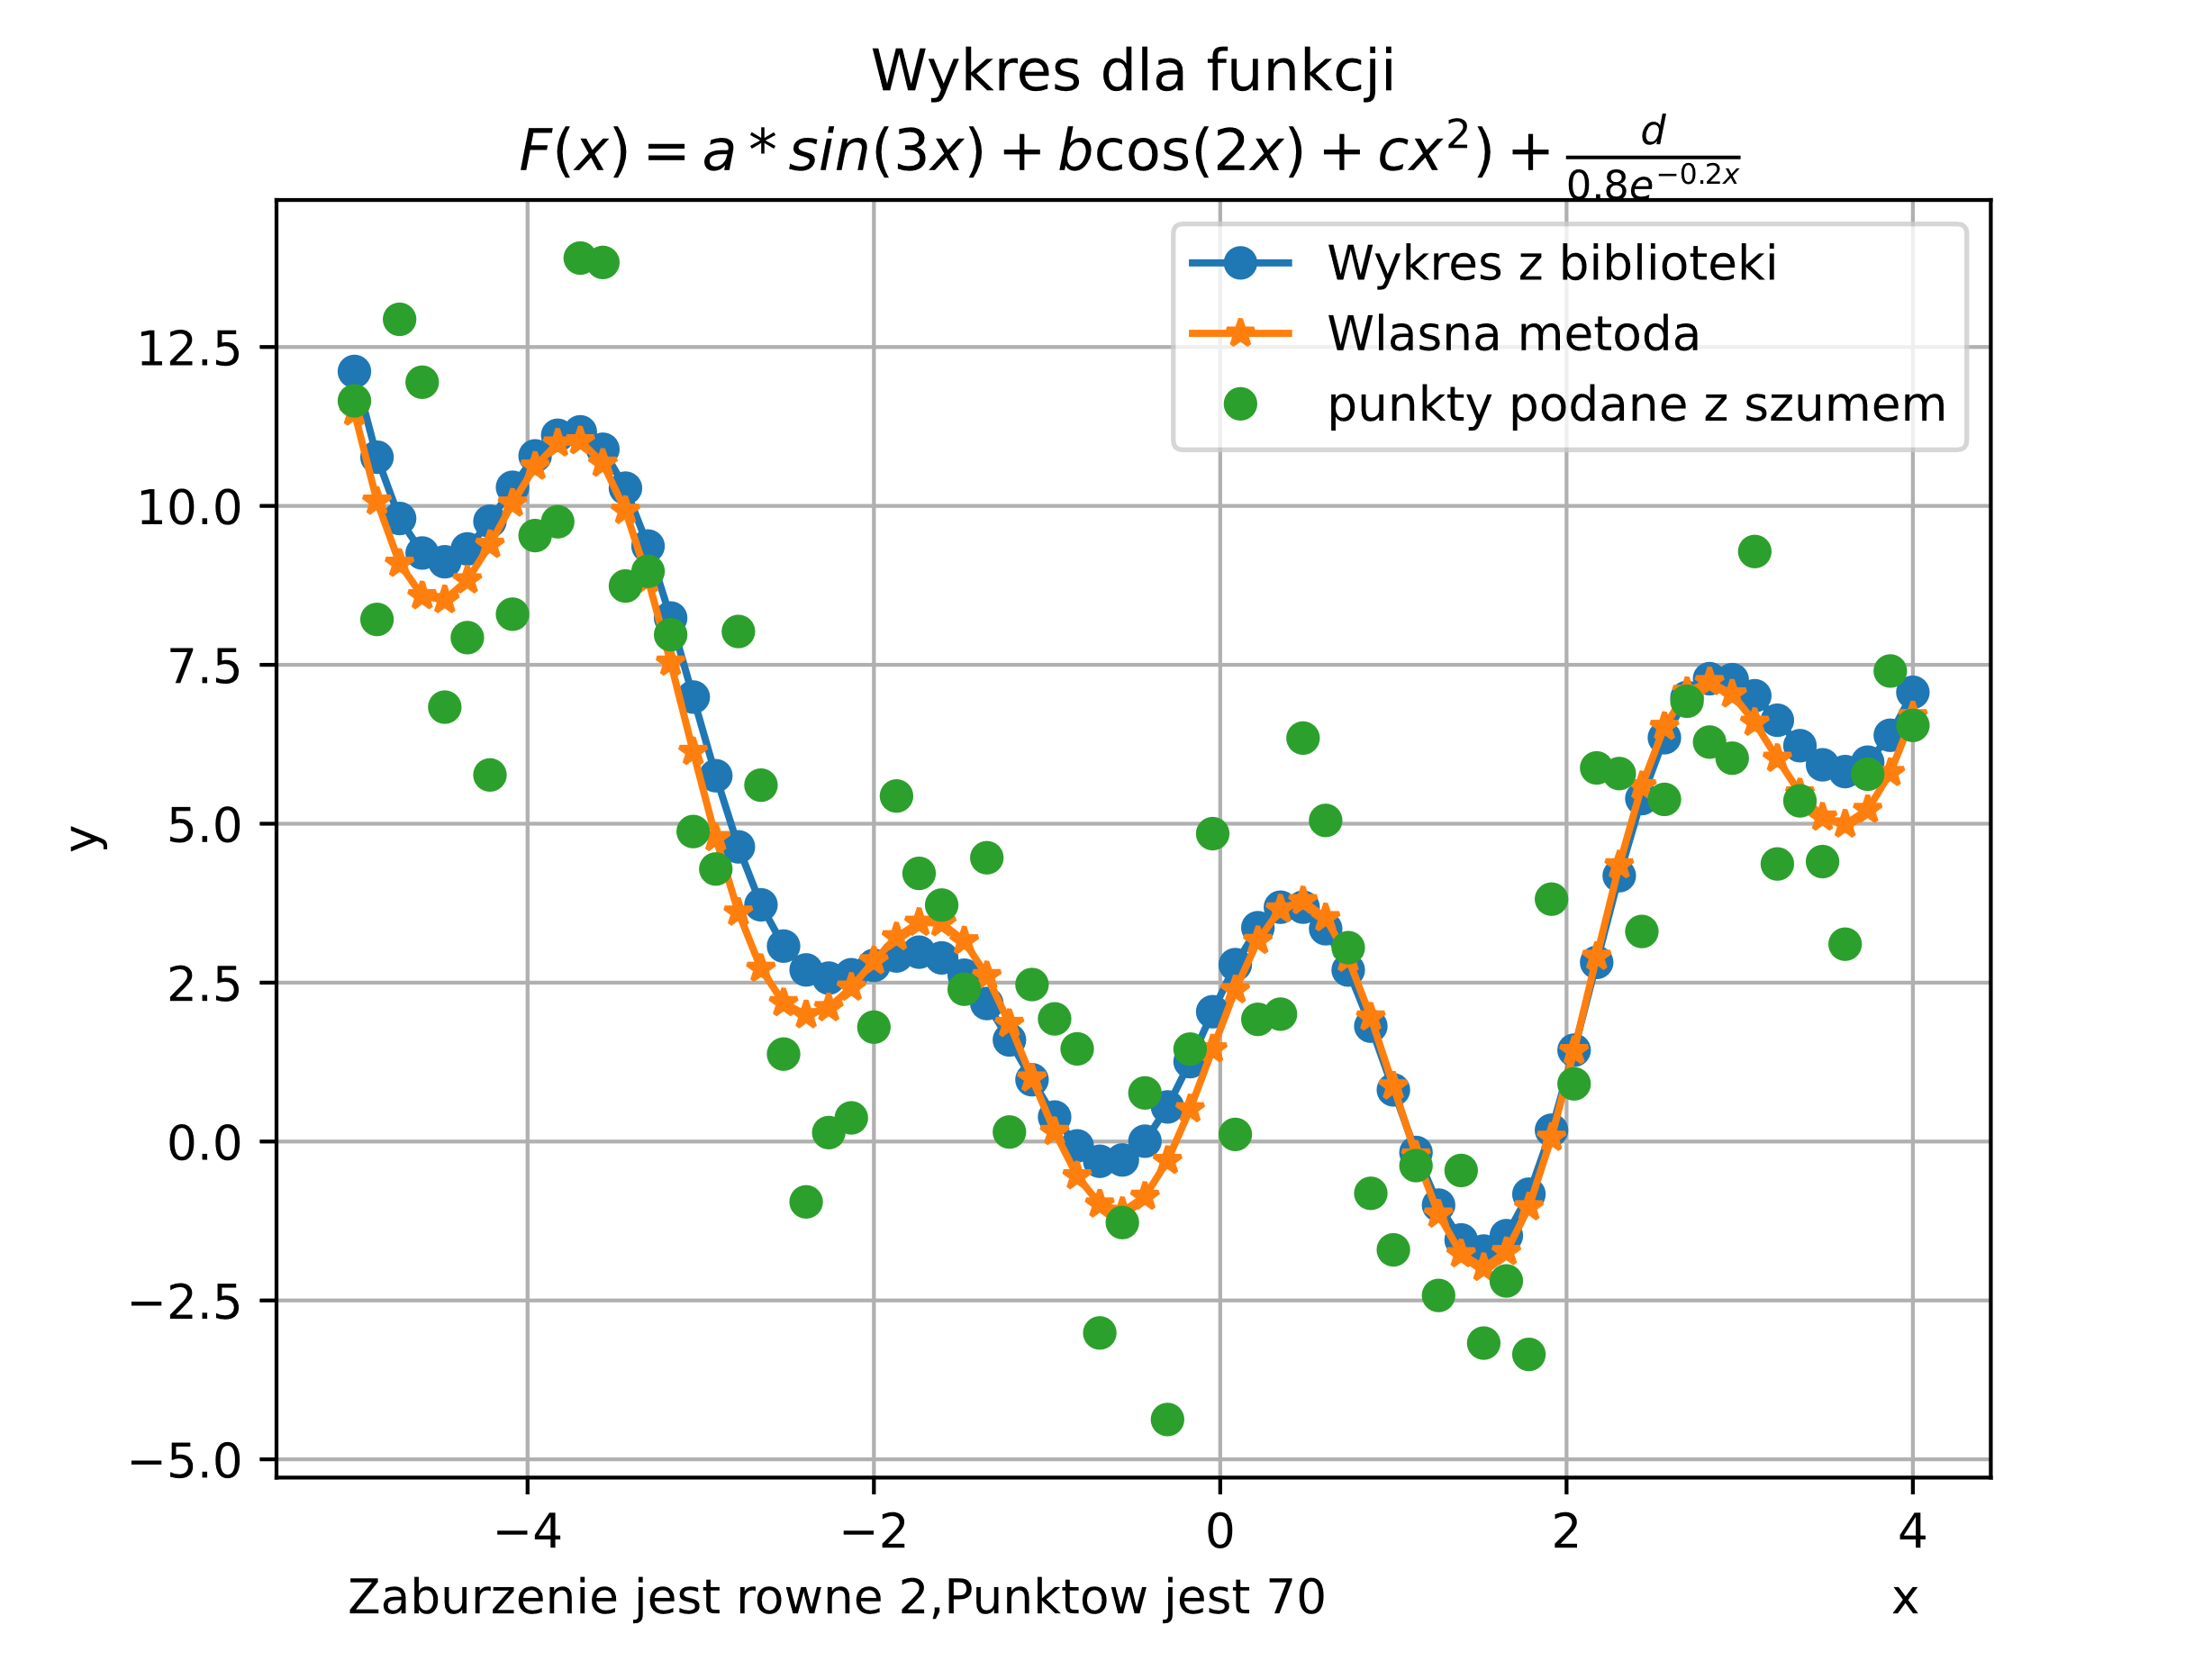 Wykres dla funkcji
F(x) = a * sin(3x) + bcos(2x) + cx²) + d/(0.8e^(−0.2x))
Wykres z biblioteki
Wlasna metoda
punkty podane z szumem
12.5
10.0
7.5
5.0
2.5
0.0
−2.5
−5.0
y
−4 −2 0 2 4
Zaburzenie jest rowne 2,Punktow jest 70 x